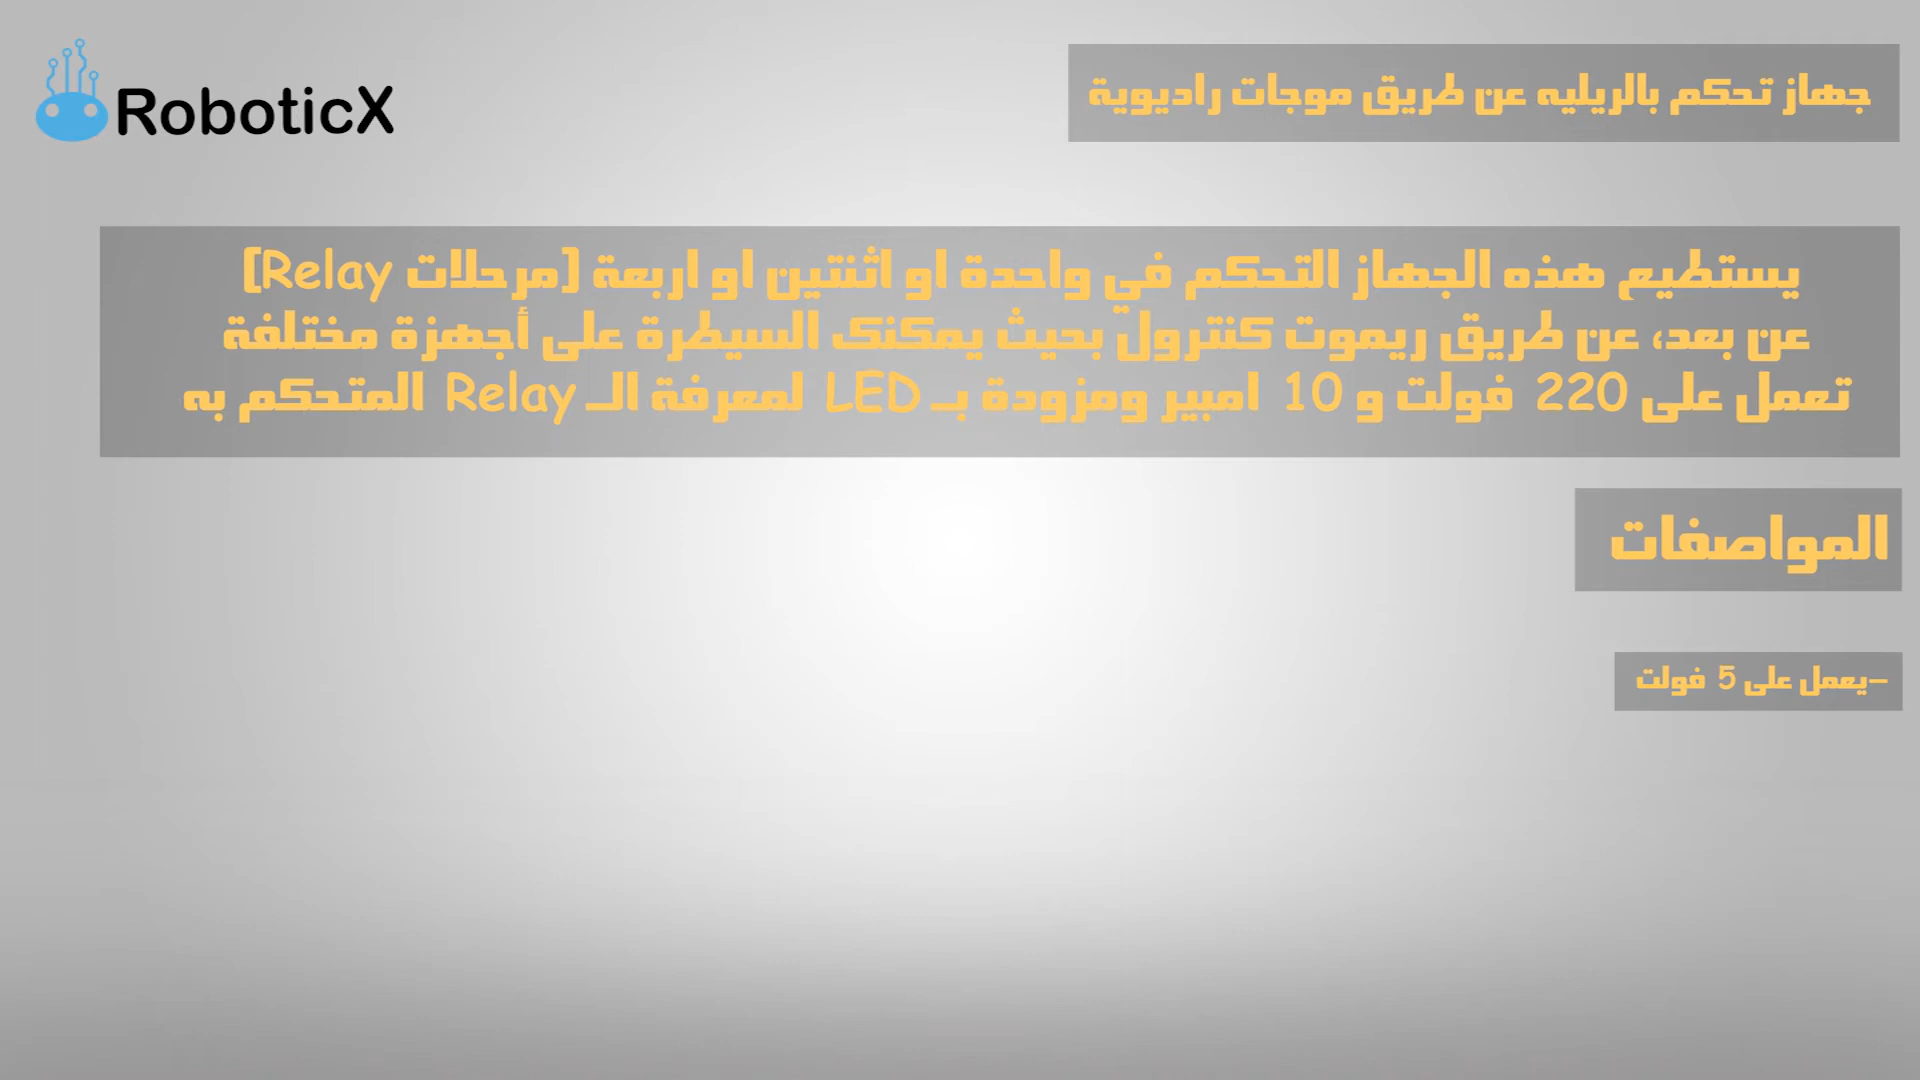 RoboticX
جهاز تحكم بالريليه عن طريق موجات راديوية
يستطيع هذه الجهاز التحكم في واحدة او اثنتين او اربعة [مرحلات Relay]
عن بعد، عن طريق ريموت كنترول بحيث يمكنك السيطرة على أجهزة مختلفة
تعمل على 220 فولت و 10 امبير ومزودة بـ LED لمعرفة الـ Relay المتحكم به
المواصفات
-يعمل على 5 فولت